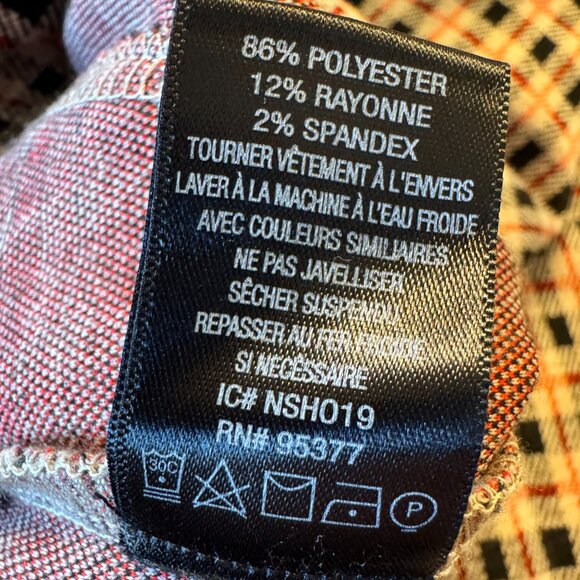 86% POLYESTER
12% RAYONNE
2% SPANDEX
TOURNER VÊTEMENT À L'ENVERS
LAVER À LA MACHINE À L'EAU FROIDE
AVEC COULEURS SIMILIAIRES
NE PAS JAVELLISER
SÊCHER SUSPENDU
REPASSER AU FER FROIDE
SI NÉCESSAIRE
IC# NSH019
RN# 95377
30C
P